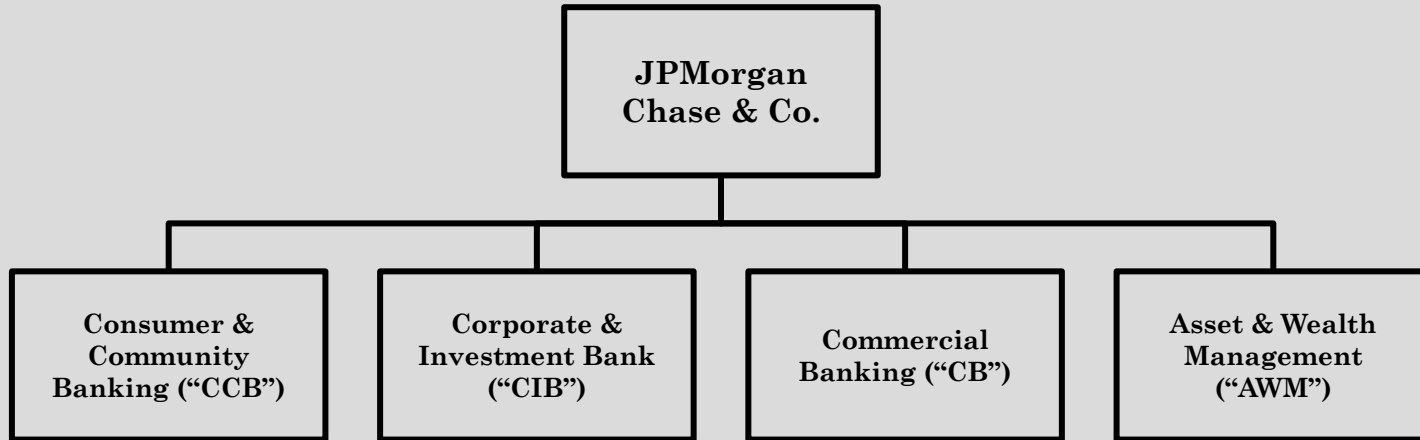 JPMorgan
Chase & Co.
Consumer &
Community
Banking (“CCB”)
Corporate &
Investment Bank
(“CIB”)
Commercial
Banking (“CB”)
Asset & Wealth
Management
(“AWM”)